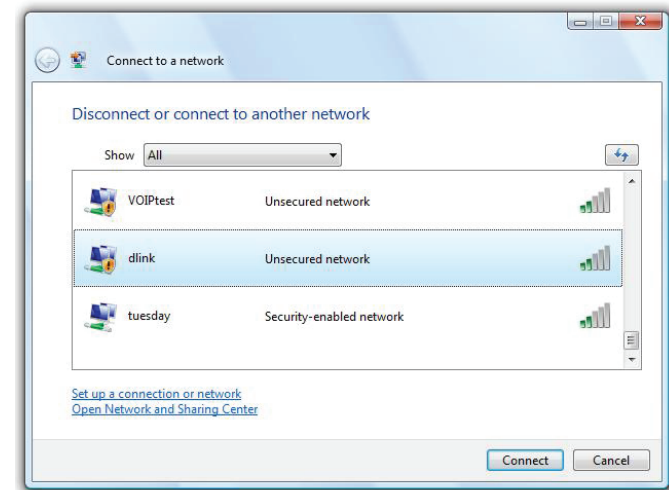 Connect to a network
Disconnect or connect to another network
Show All
VOIPtest Unsecured network
dlink Unsecured network
tuesday Security-enabled network
Set up a connection or network
Open Network and Sharing Center
Connect Cancel